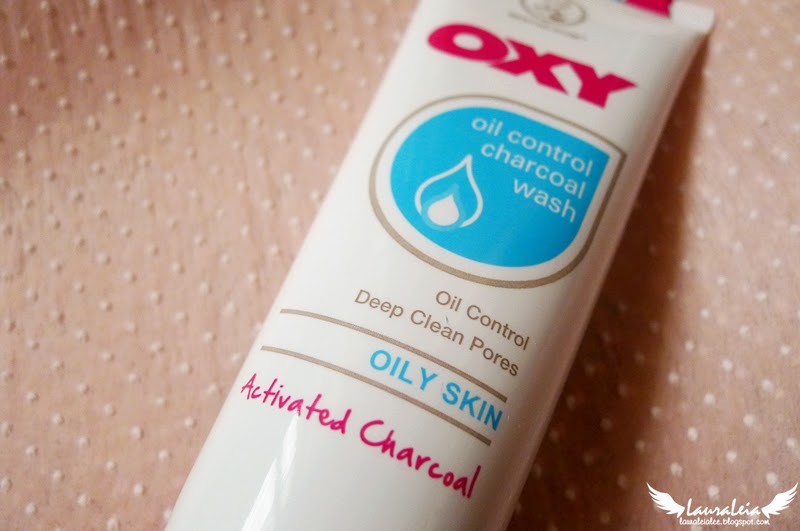 OXY
oil control
charcoal
wash
Oil Control
Deep Clean Pores
OILY SKIN
Activated Charcoal
LauraLeia
lauraleialee.blogspot.com